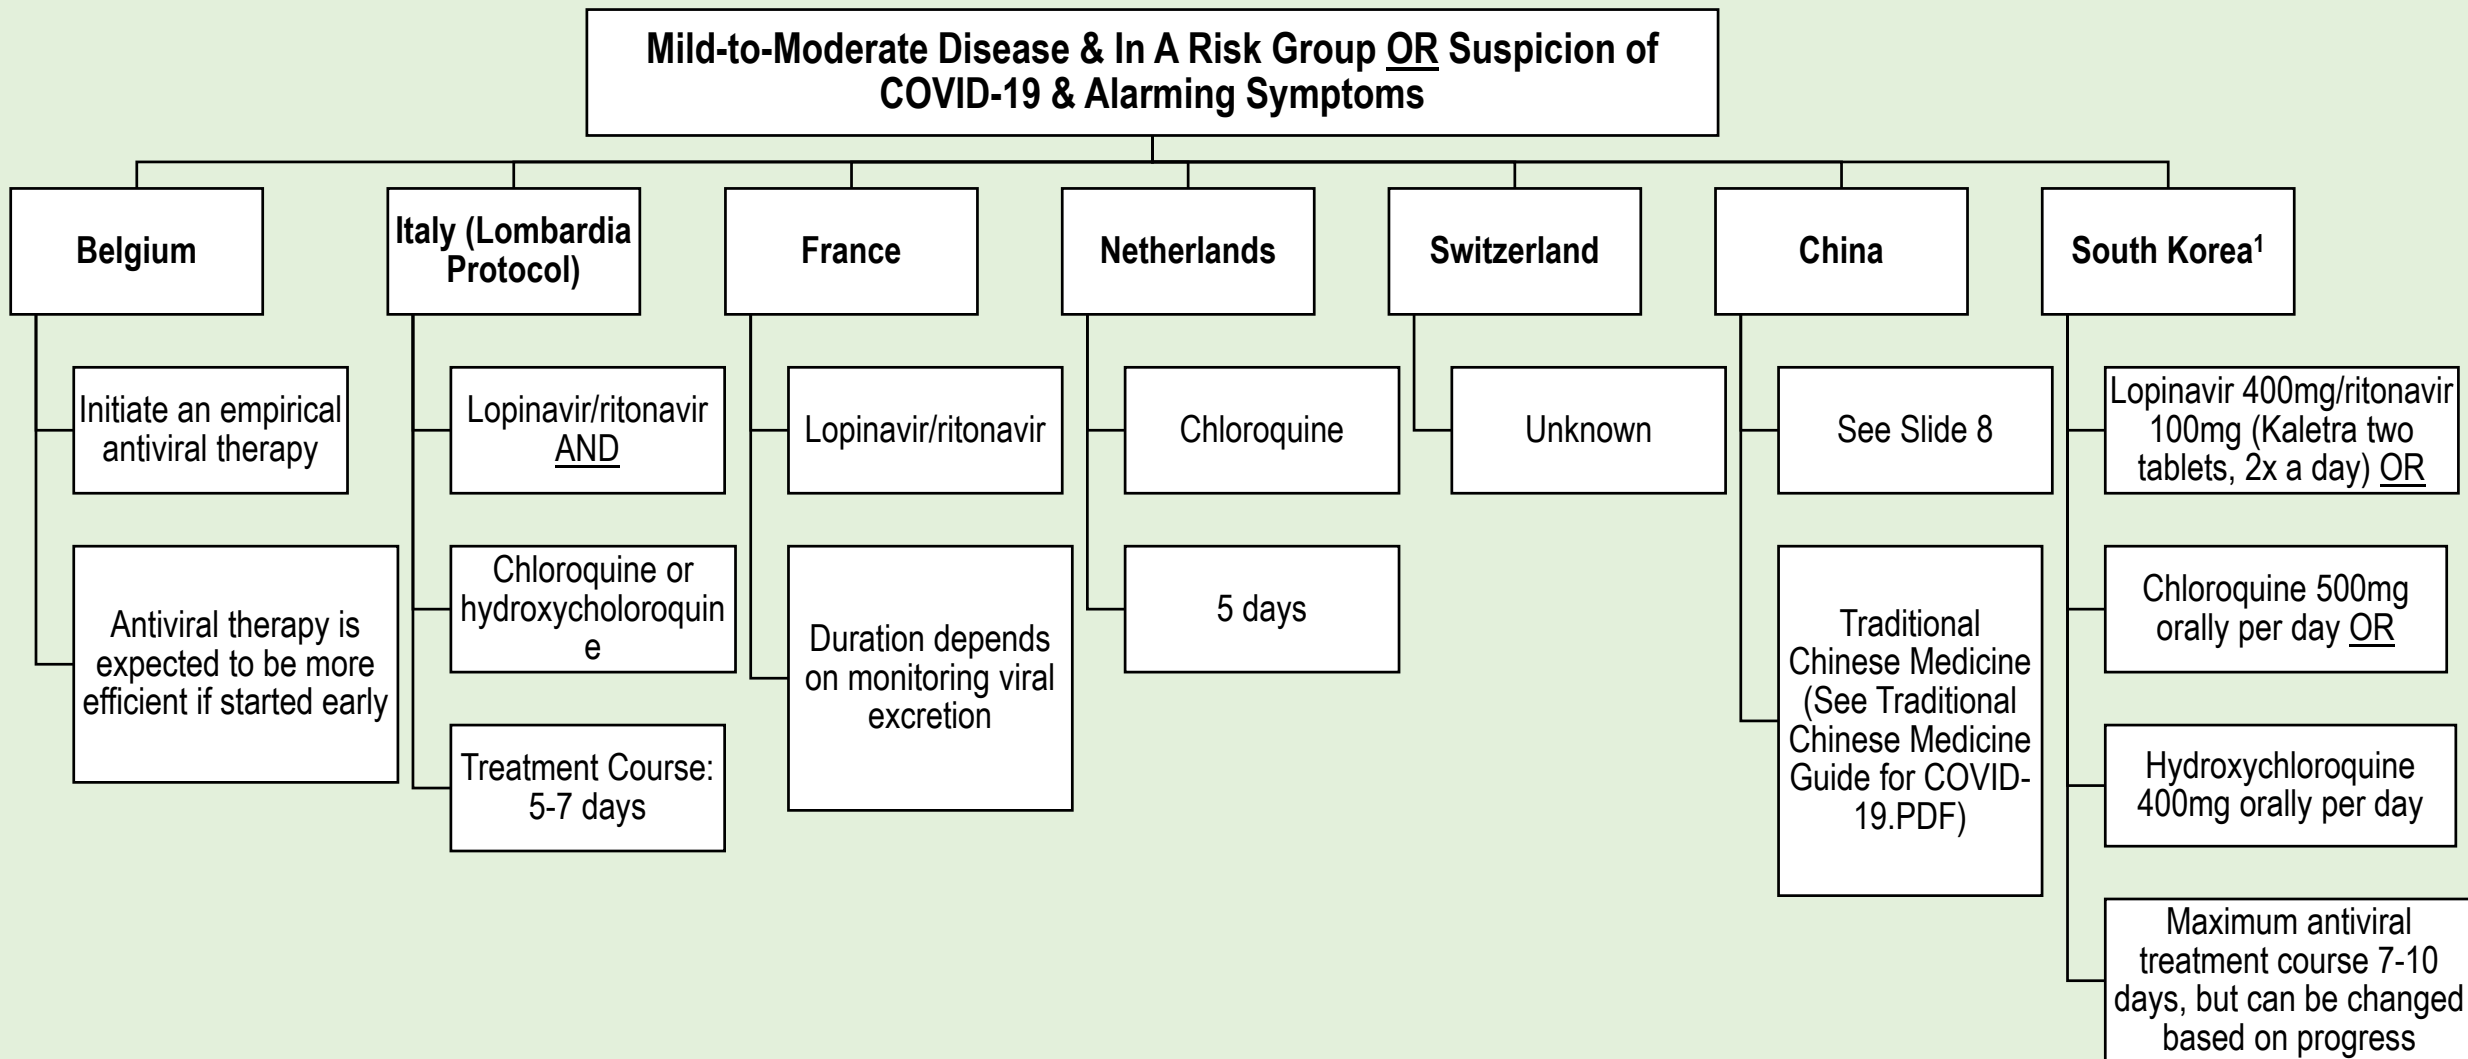 Mild-to-Moderate Disease & In A Risk Group OR Suspicion of
COVID-19 & Alarming Symptoms
Belgium
Initiate an empirical
antiviral therapy
Antiviral therapy is
expected to be more
efficient if started early
Italy (Lombardia
Protocol)
Lopinavir/ritonavir
AND
Chloroquine or
hydroxycholoroquin
e
Treatment Course:
5-7 days
France
Lopinavir/ritonavir
Duration depends
on monitoring viral
excretion
Netherlands
Chloroquine
5 days
Switzerland
Unknown
China
See Slide 8
Traditional
Chinese Medicine
(See Traditional
Chinese Medicine
Guide for COVID-
19.PDF)
South Korea¹
Lopinavir 400mg/ritonavir
100mg (Kaletra two
tablets, 2x a day) OR
Chloroquine 500mg
orally per day OR
Hydroxychloroquine
400mg orally per day
Maximum antiviral
treatment course 7-10
days, but can be changed
based on progress